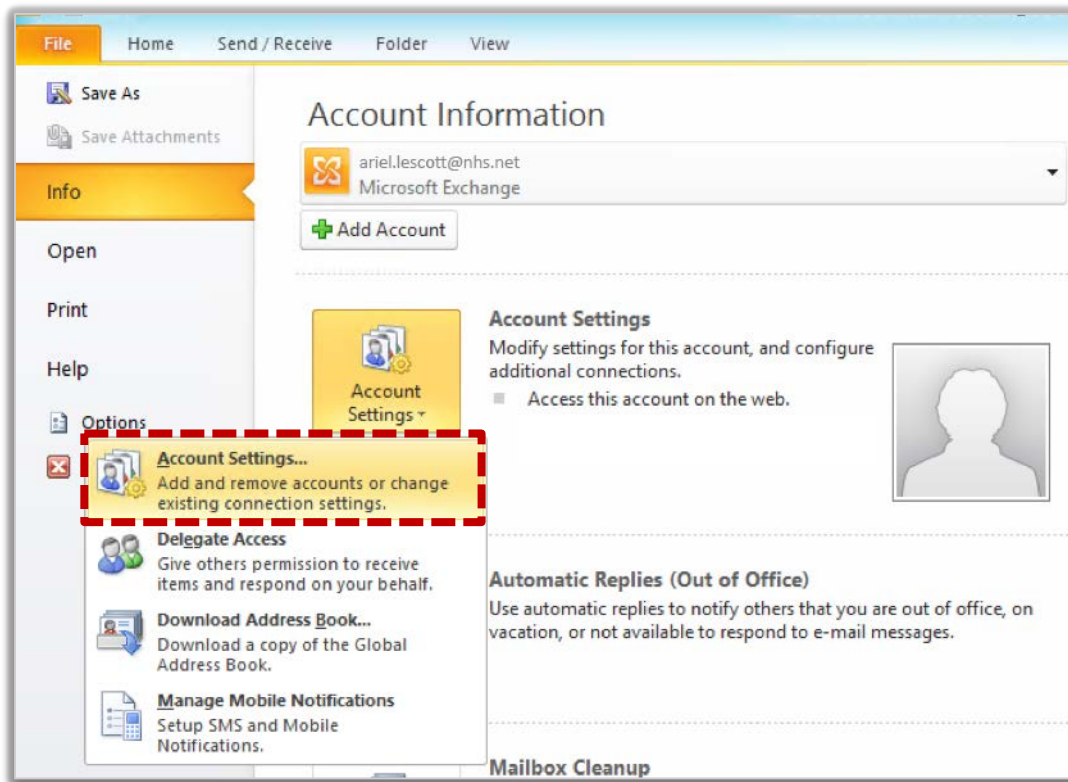 File Home Send / Receive Folder View
Save As
Save Attachments
Info
Open
Print
Help
Options
Account Information
ariel.lescott@nhs.net
Microsoft Exchange
Add Account
Account
Settings
Account Settings
Modify settings for this account, and configure
additional connections.
Access this account on the web.
Account Settings...
Add and remove accounts or change
existing connection settings.
Delegate Access
Give others permission to receive
items and respond on your behalf.
Download Address Book...
Download a copy of the Global
Address Book.
Manage Mobile Notifications
Setup SMS and Mobile
Notifications.
Automatic Replies (Out of Office)
Use automatic replies to notify others that you are out of office, on
vacation, or not available to respond to e-mail messages.
Mailbox Cleanup